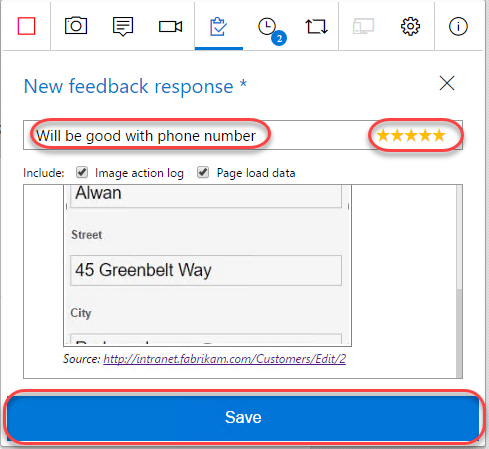 2
New feedback response *
Will be good with phone number
Include: Image action log Page load data
Alwan
Street
45 Greenbelt Way
City
Source: http://intranet.fabrikam.com/Customers/Edit/2
Save